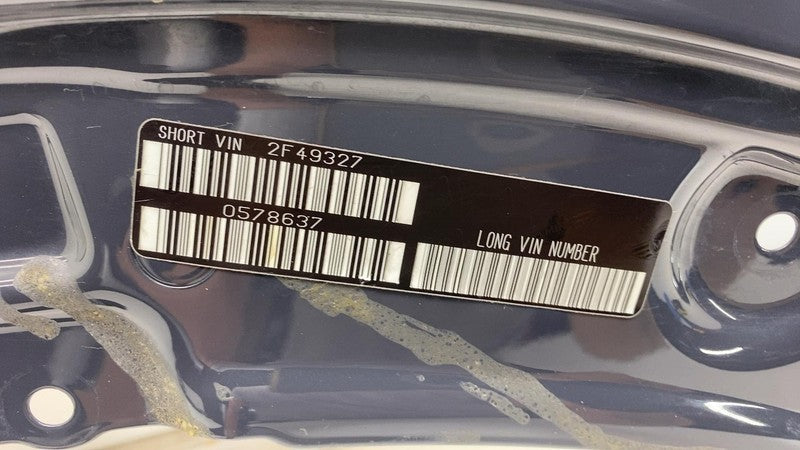 SHORT VIN 2F49327
0578637
LONG VIN NUMBER